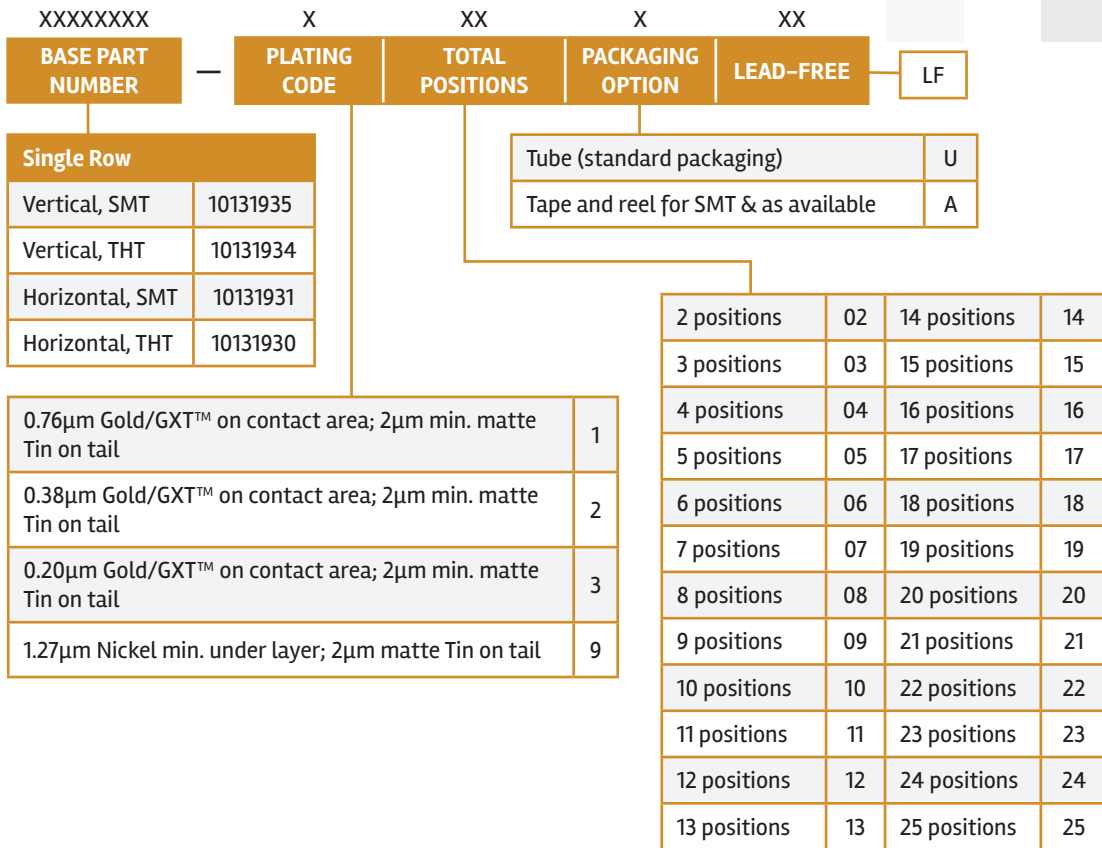 XXXXXXXX X XX X XX
BASE PART
NUMBER
—
PLATING
CODE
TOTAL
POSITIONS
PACKAGING
OPTION
LEAD-FREE
LF
Single Row
Vertical, SMT 10131935
Vertical, THT 10131934
Horizontal, SMT 10131931
Horizontal, THT 10131930
Tube (standard packaging) U
Tape and reel for SMT & as available A
0.76µm Gold/GXT™ on contact area; 2µm min. matte
Tin on tail
1
0.38µm Gold/GXT™ on contact area; 2µm min. matte
Tin on tail
2
0.20µm Gold/GXT™ on contact area; 2µm min. matte
Tin on tail
3
1.27µm Nickel min. under layer; 2µm matte Tin on tail 9
2 positions 02 14 positions 14
3 positions 03 15 positions 15
4 positions 04 16 positions 16
5 positions 05 17 positions 17
6 positions 06 18 positions 18
7 positions 07 19 positions 19
8 positions 08 20 positions 20
9 positions 09 21 positions 21
10 positions 10 22 positions 22
11 positions 11 23 positions 23
12 positions 12 24 positions 24
13 positions 13 25 positions 25